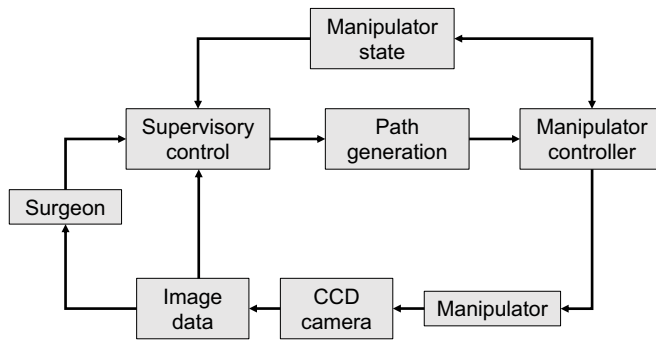 Manipulator
state
Supervisory
control
Path
generation
Manipulator
controller
Surgeon
Image
data
CCD
camera
Manipulator